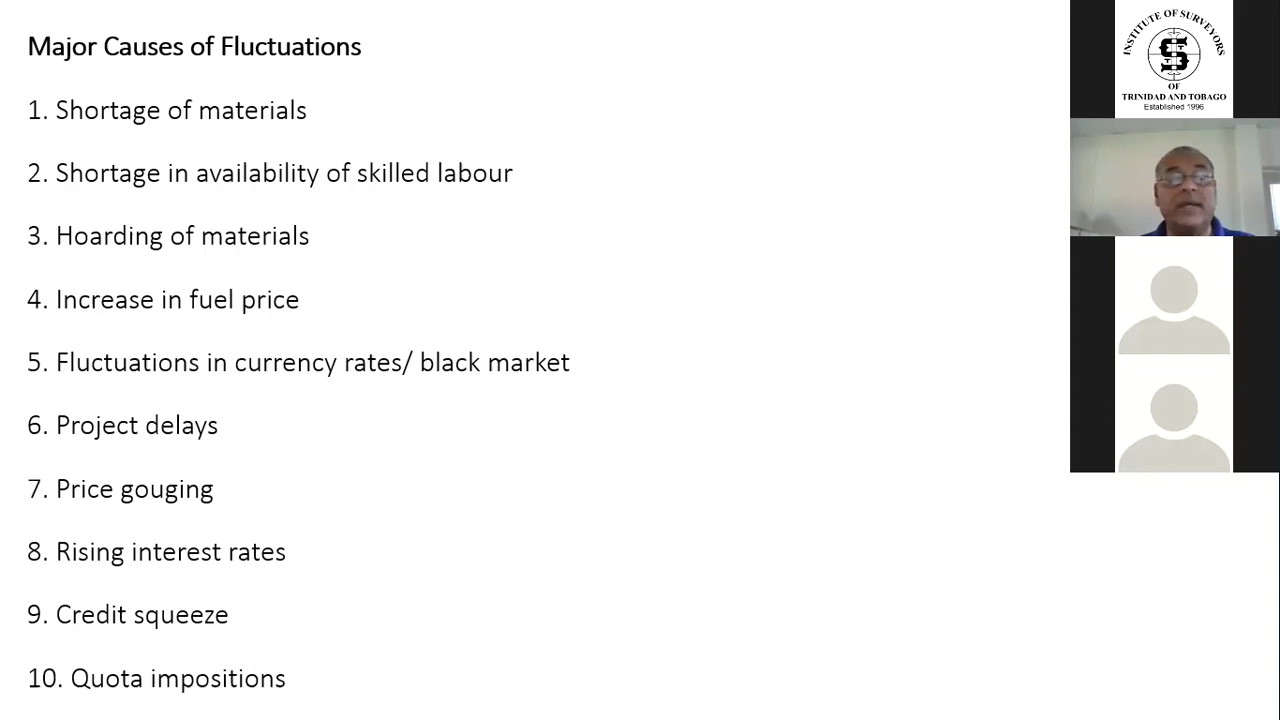 Major Causes of Fluctuations
1. Shortage of materials
2. Shortage in availability of skilled labour
3. Hoarding of materials
4. Increase in fuel price
5. Fluctuations in currency rates/ black market
6. Project delays
7. Price gouging
8. Rising interest rates
9. Credit squeeze
10. Quota impositions
INSTITUTE OF SURVEYORS
S
T T
OF
TRINIDAD AND TOBAGO
Established 1996